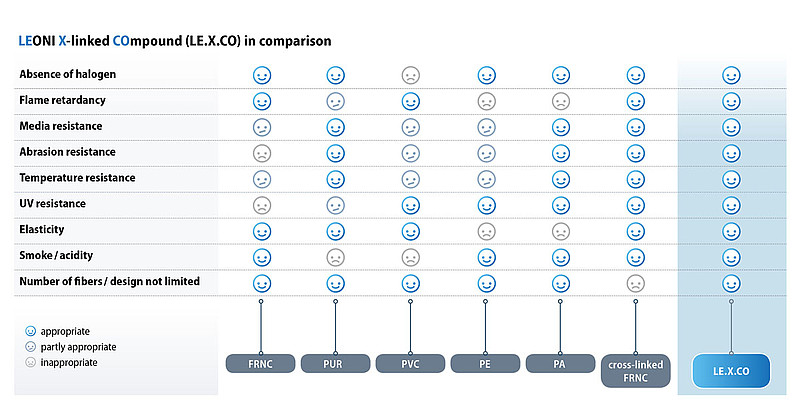 LEONI X-linked COmpound (LE.X.CO) in comparison
Absence of halogen
Flame retardancy
Media resistance
Abrasion resistance
Temperature resistance
UV resistance
Elasticity
Smoke / acidity
Number of fibers / design not limited
appropriate
partly appropriate
inappropriate
FRNC
PUR
PVC
PE
PA
cross-linked
FRNC
LE.X.CO